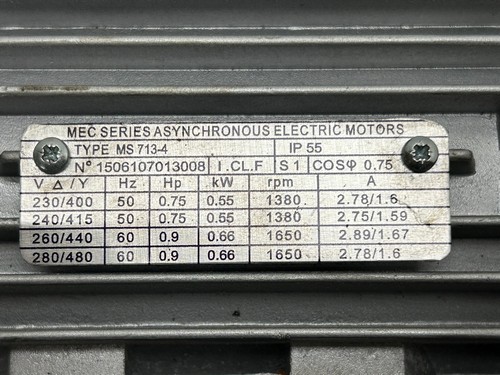 MEC SERIES ASYNCHRONOUS ELECTRIC MOTORS
TYPE MS 713-4 IP 55
Nº 1506107013008 I.CL.F S 1 COSφ 0.75
V Δ / Y Hz Hp kW rpm A
230/400 50 0.75 0.55 1380 2.78/1.6
240/415 50 0.75 0.55 1380 2.75/1.59
260/440 60 0.9 0.66 1650 2.89/1.67
280/480 60 0.9 0.66 1650 2.78/1.6